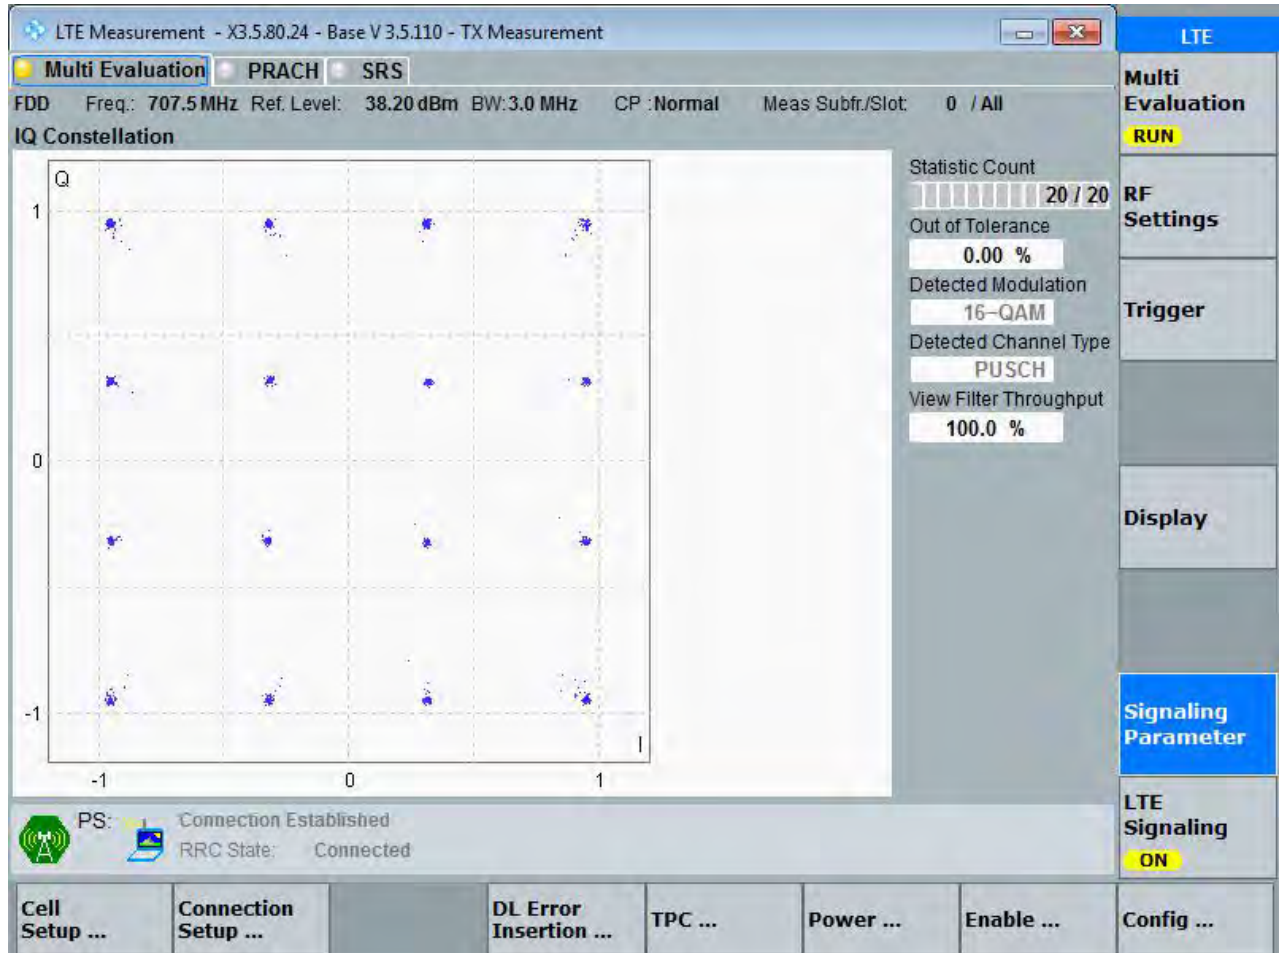 LTE Measurement - X3.5.80.24 - Base V 3.5.110 - TX Measurement
LTE
Multi Evaluation PRACH SRS
FDD Freq.: 707.5 MHz Ref. Level: 38.20 dBm BW: 3.0 MHz CP : Normal Meas Subfr./Slot: 0 / All
IQ Constellation
Q
1
0
-1
I
-1 0 1
Statistic Count
20 / 20
Out of Tolerance
0.00 %
Detected Modulation
16-QAM
Detected Channel Type
PUSCH
View Filter Throughput
100.0 %
Multi
Evaluation
RUN
RF
Settings
Trigger
Display
Signaling
Parameter
LTE
Signaling
ON
PS: Connection Established
RRC State: Connected
Cell
Setup ...
Connection
Setup ...
DL Error
Insertion ...
TPC ...
Power ...
Enable ...
Config ...